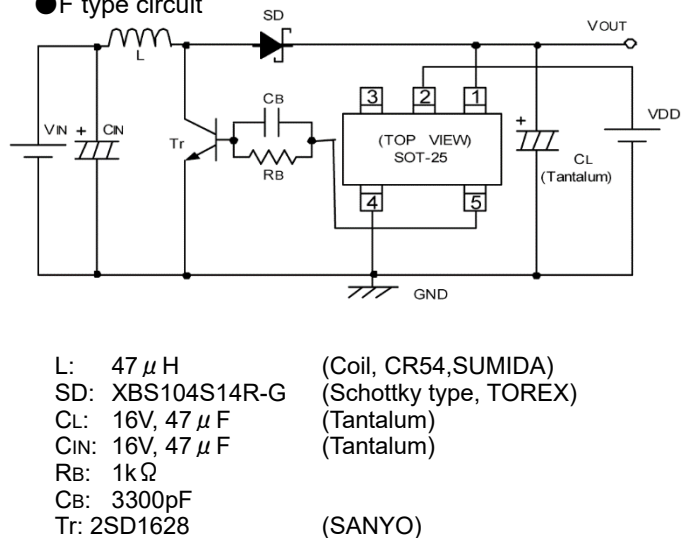 ●F type circuit
SD
VOUT
L
CB
3 2 1
VDD
VIN + CIN
Tr
(TOP VIEW)
SOT-25
+
RB
CL
(Tantalum)
4 5
GND
L: 47μH (Coil, CR54,SUMIDA)
SD: XBS104S14R-G (Schottky type, TOREX)
CL: 16V, 47μF (Tantalum)
CIN: 16V, 47μF (Tantalum)
RB: 1kΩ
CB: 3300pF
Tr: 2SD1628 (SANYO)